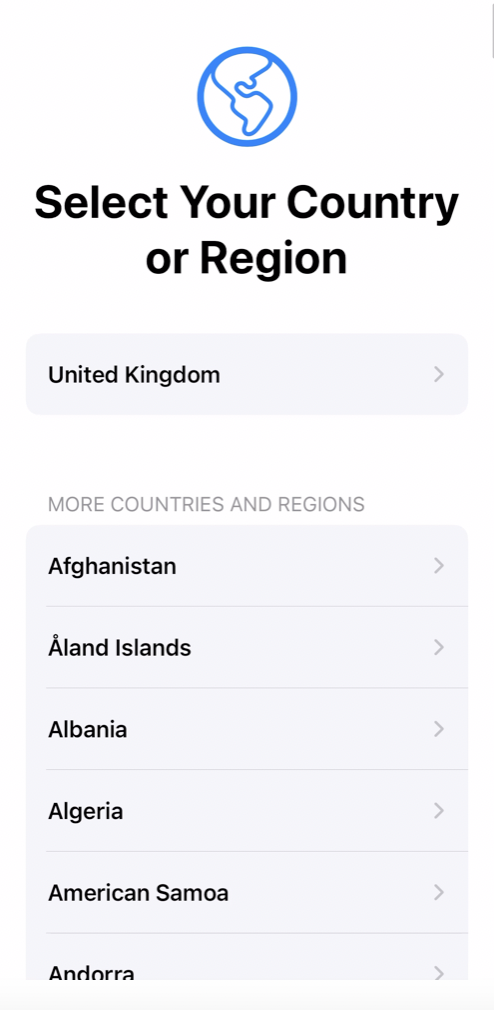 Select Your Country
or Region
United Kingdom
MORE COUNTRIES AND REGIONS
Afghanistan
Åland Islands
Albania
Algeria
American Samoa
Andorra